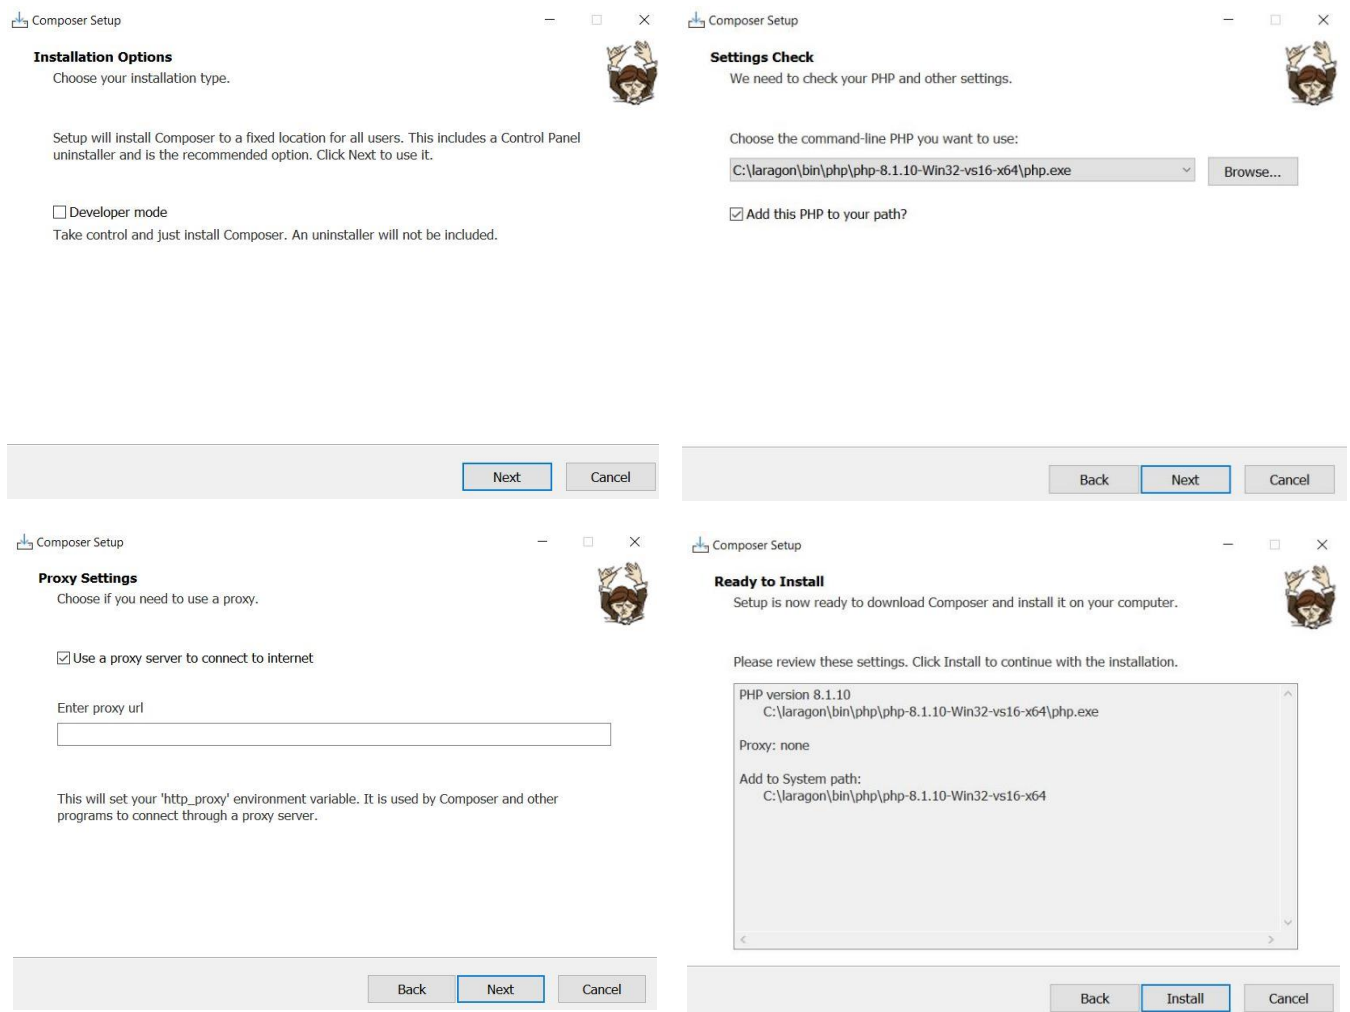 Composer Setup
Installation Options
Choose your installation type.
Setup will install Composer to a fixed location for all users. This includes a Control Panel
uninstaller and is the recommended option. Click Next to use it.
Developer mode
Take control and just install Composer. An uninstaller will not be included.
Next
Cancel
Composer Setup
Settings Check
We need to check your PHP and other settings.
Choose the command-line PHP you want to use:
C:\laragon\bin\php\php-8.1.10-Win32-vs16-x64\php.exe
Browse...
Add this PHP to your path?
Back
Next
Cancel
Composer Setup
Proxy Settings
Choose if you need to use a proxy.
Use a proxy server to connect to internet
Enter proxy url
This will set your 'http_proxy' environment variable. It is used by Composer and other
programs to connect through a proxy server.
Back
Next
Cancel
Composer Setup
Ready to Install
Setup is now ready to download Composer and install it on your computer.
Please review these settings. Click Install to continue with the installation.
PHP version 8.1.10
C:\laragon\bin\php\php-8.1.10-Win32-vs16-x64\php.exe
Proxy: none
Add to System path:
C:\laragon\bin\php\php-8.1.10-Win32-vs16-x64
Back
Install
Cancel